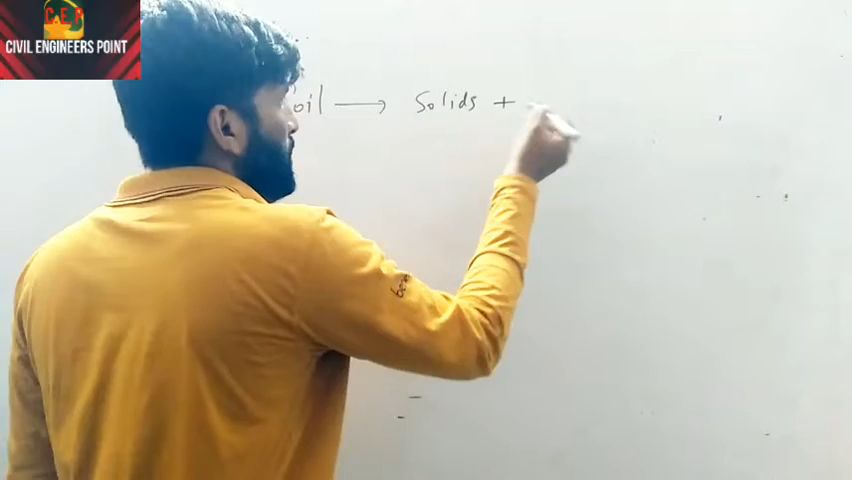 C.E.P
CIVIL ENGINEERS POINT
oil → Solids +